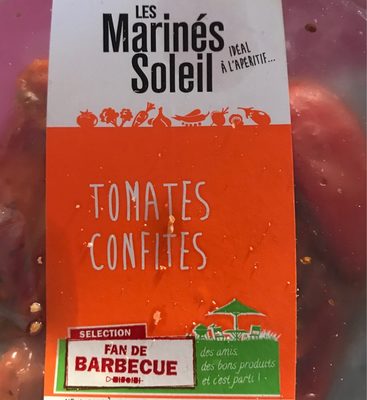 LES
Marinés
Soleil
IDEAL
À L'APERITIF...
TOMATES
CONFITES
SELECTION
FAN DE
BARBECUE
des amis,
des bons produits
et c'est parti !